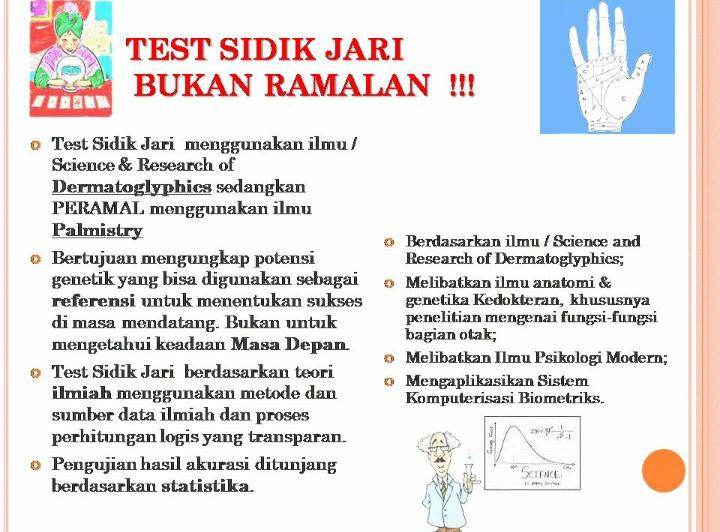 TEST SIDIK JARI
BUKAN RAMALAN !!!
Test Sidik Jari menggunakan ilmu /
Science & Research of
Dermatoglyphics sedangkan
PERAMAL menggunakan ilmu
Palmistry
Bertujuan mengungkap potensi
genetik yang bisa digunakan sebagai
referensi untuk menentukan sukses
di masa mendatang. Bukan untuk
mengetahui keadaan Masa Depan.
Test Sidik Jari berdasarkan teori
ilmiah menggunakan metode dan
sumber data ilmiah dan proses
perhitungan logis yang transparan.
Pengujian hasil akurasi ditunjang
berdasarkan statistika.
Berdasarkan ilmu / Science and
Research of Dermatoglyphics;
Melibatkan ilmu anatomi &
genetika Kedokteran, khususnya
penelitian mengenai fungsi-fungsi
bagian otak;
Melibatkan Ilmu Psikologi Modern;
Mengaplikasikan Sistem
Komputerisasi Biometriks.
SCIENCE.